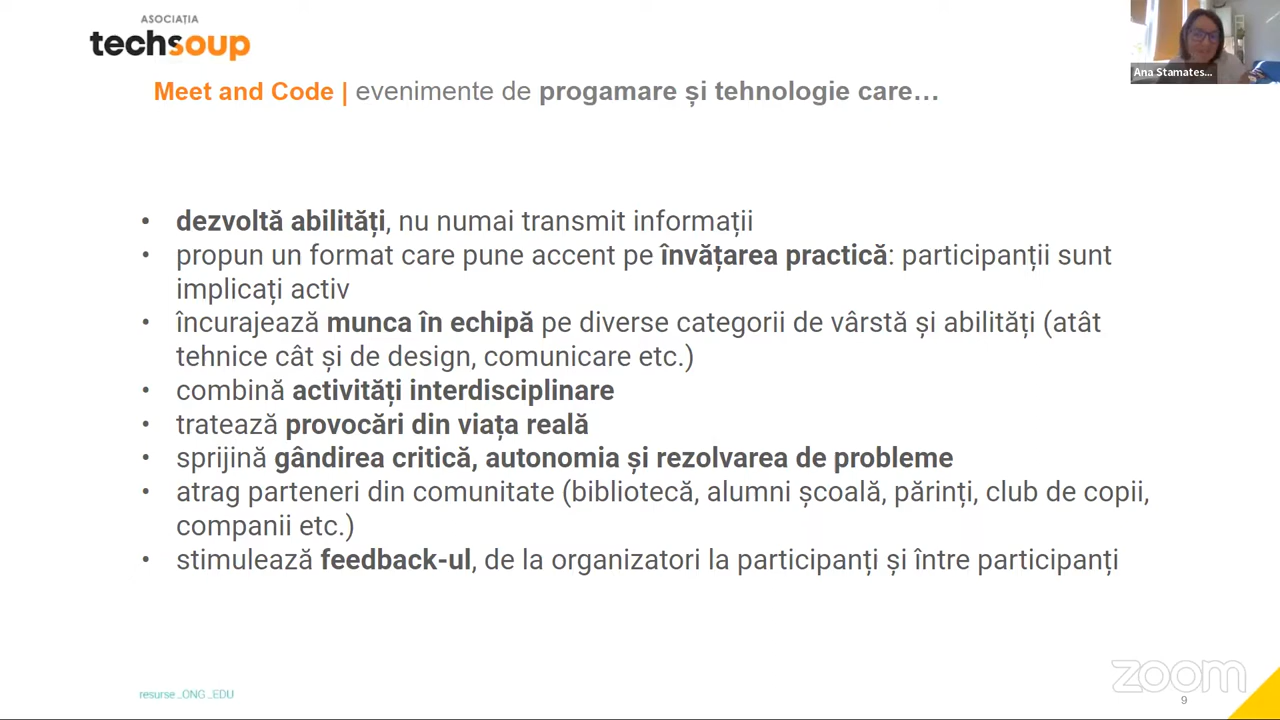 ASOCIAȚIA
techsoup
Ana Stamates...
Meet and Code | evenimente de progamare și tehnologie care...
• dezvoltă abilități, nu numai transmit informații
• propun un format care pune accent pe învățarea practică: participanții sunt
implicați activ
• încurajează munca în echipă pe diverse categorii de vârstă și abilități (atât
tehnice cât și de design, comunicare etc.)
• combină activități interdisciplinare
• tratează provocări din viața reală
• sprijină gândirea critică, autonomia și rezolvarea de probleme
• atrag parteneri din comunitate (bibliotecă, alumni școală, părinți, club de copii,
companii etc.)
• stimulează feedback-ul, de la organizatori la participanți și între participanți
resurse_ONG_EDU
zoom
9